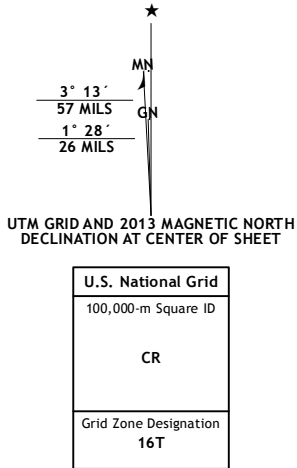 ★
MN
3° 13´
57 MILS
GN
1° 28´
26 MILS
UTM GRID AND 2013 MAGNETIC NORTH
DECLINATION AT CENTER OF SHEET
U.S. National Grid
100,000-m Square ID
CR
Grid Zone Designation
16T